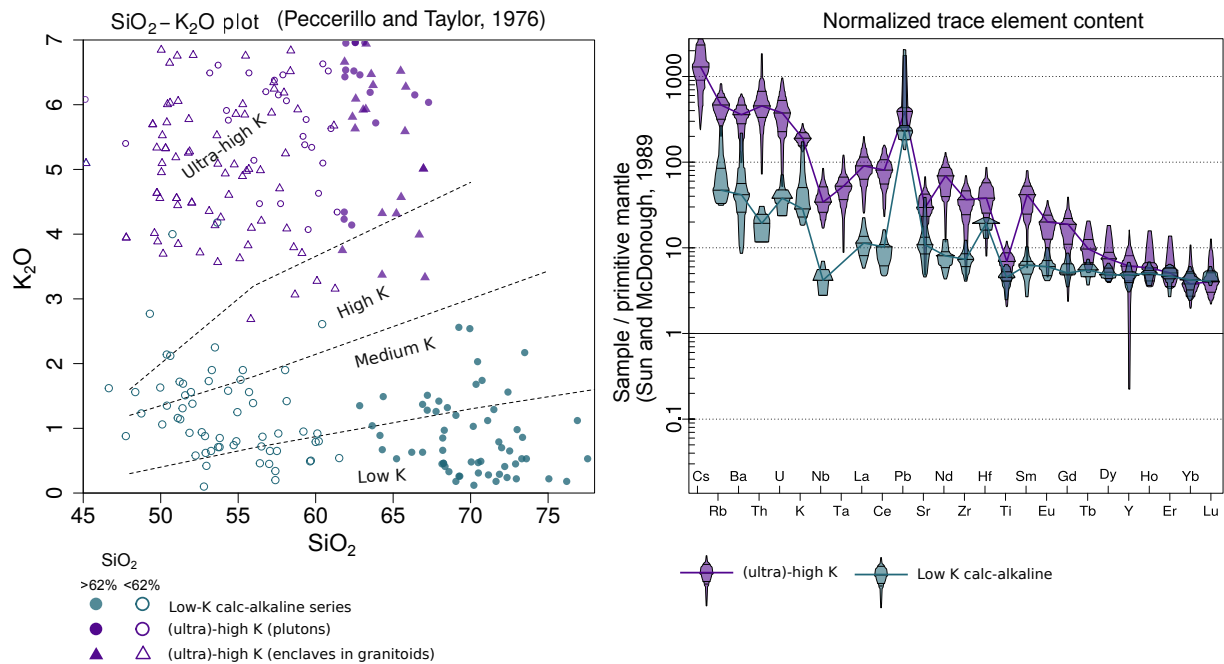 SiO₂–K₂O plot (Peccerillo and Taylor, 1976)
7
6
5
4
3
2
1
0
K₂O
Ultra-high K
High K
Medium K
Low K
45 50 55 60 65 70 75
SiO₂
SiO₂
>62% <62%
Low-K calc-alkaline series
(ultra)-high K (plutons)
(ultra)-high K (enclaves in granitoids)
Normalized trace element content
Sample / primitive mantle
(Sun and McDonough, 1989
1000
100
10
1
0.1
Cs Ba U Nb La Pb Nd Hf Sm Gd Dy Ho Yb
Rb Th K Ta Ce Sr Zr Ti Eu Tb Y Er Lu
(ultra)-high K
Low K calc-alkaline